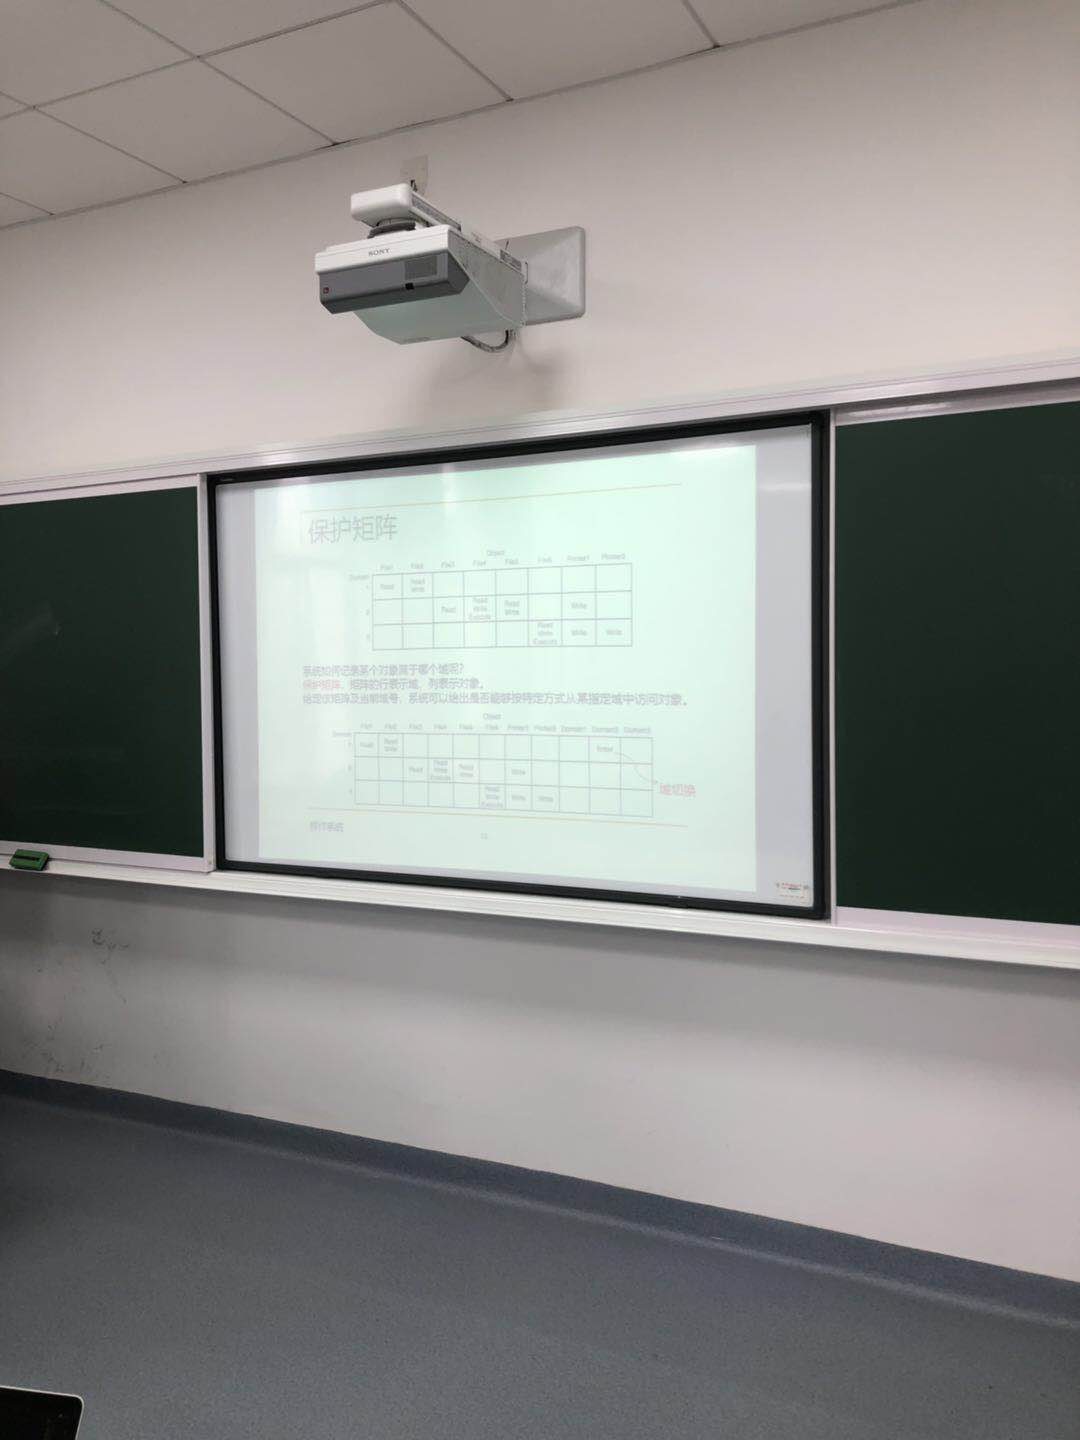 SONY
保护矩阵
Object
File1 File2 File3 File4 File5 File6 Printer1 Printer2
Domain
1 Read Read Write
2 Read Read Write Execute Read Write Write
3 Read Write Execute Write Write
系统如何记录某个对象属于哪个域呢?
保护矩阵,矩阵的行表示域,列表示对象。
给定该矩阵及当前域号,系统可以给出是否能够按特定方式从某指定域中访问对象。
Object
File1 File2 File3 File4 File5 File6 Printer1 Printer2 Domain1 Domain2 Domain3
Domain
1 Read Read Write Enter
2 Read Read Write Execute Read Write Write
3 Read Write Execute Write Write
域切换
操作系统